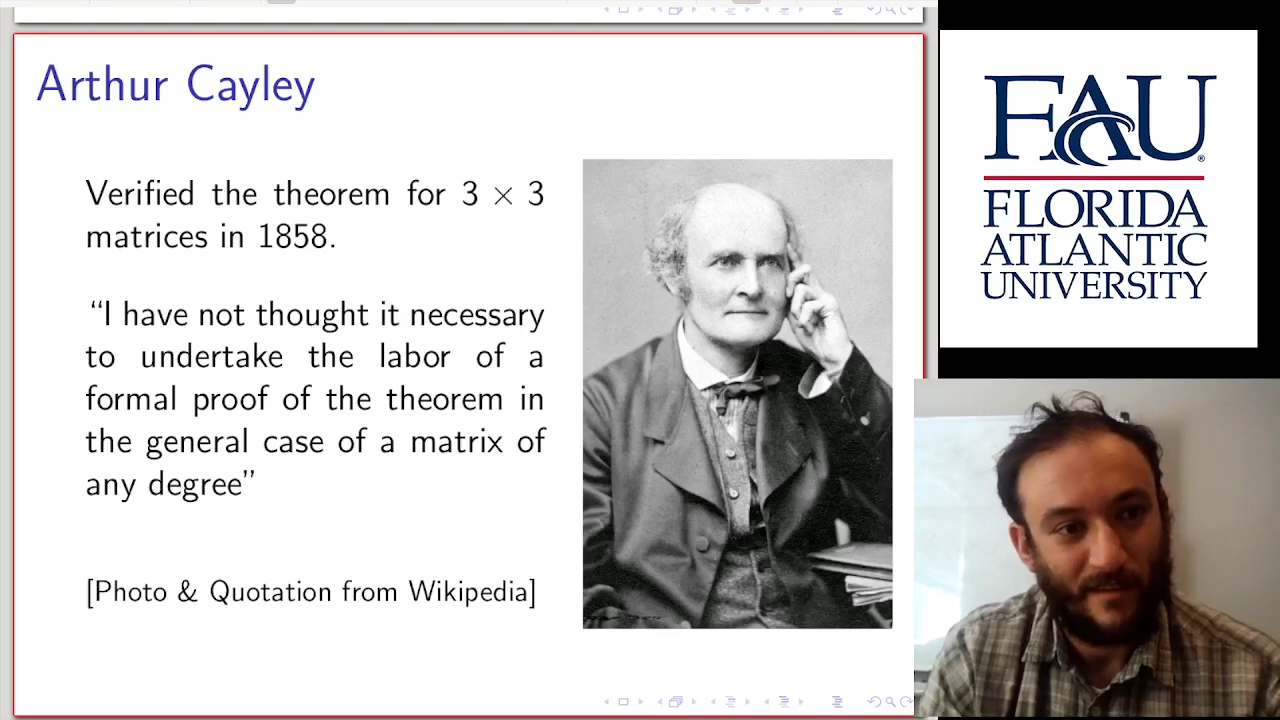 Arthur Cayley
Verified the theorem for 3 × 3
matrices in 1858.
“I have not thought it necessary
to undertake the labor of a
formal proof of the theorem in
the general case of a matrix of
any degree”
[Photo & Quotation from Wikipedia]
FAU®
FLORIDA
ATLANTIC
UNIVERSITY